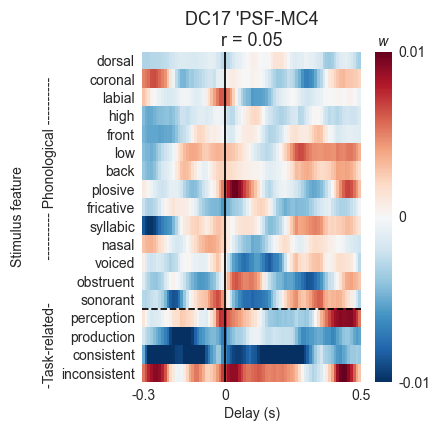 DC17 'PSF-MC4
r = 0.05
w
dorsal
coronal
labial
high
front
low
back
plosive
fricative
syllabic
nasal
voiced
obstruent
sonorant
perception
production
consistent
inconsistent
Stimulus feature
---------- Phonological ----------
-Task-related-
-0.3
0
0.5
Delay (s)
0.01
0
-0.01